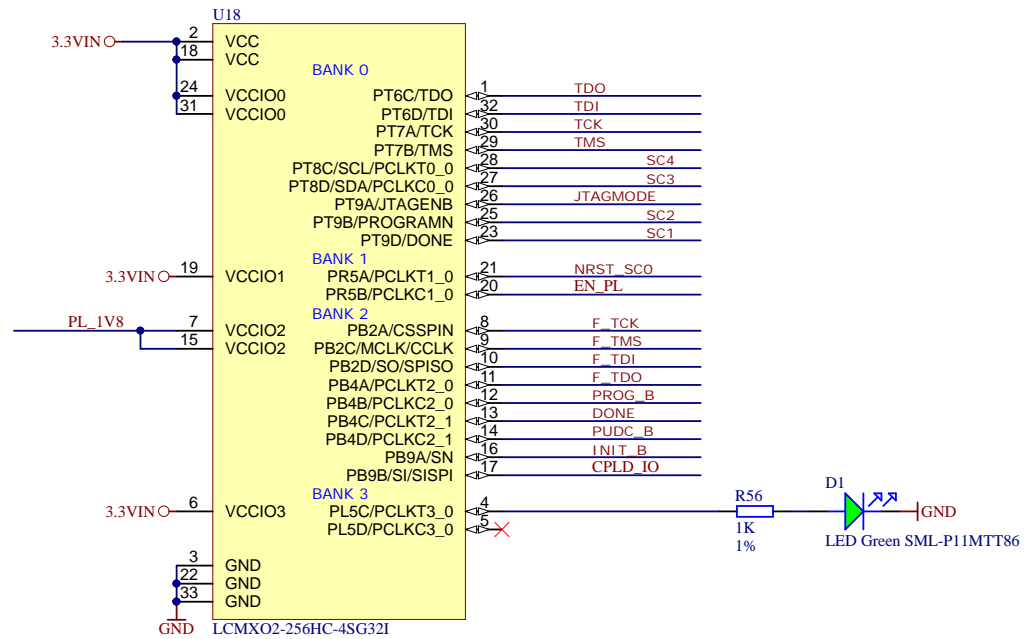 U18
3.3VIN 2 VCC
18 VCC
BANK 0
24 VCCIO0 PT6C/TDO 1 TDO
31 VCCIO0 PT6D/TDI 32 TDI
PT7A/TCK 30 TCK
PT7B/TMS 29 TMS
PT8C/SCL/PCLKT0_0 28 SC4
PT8D/SDA/PCLKC0_0 27 SC3
PT9A/JTAGENB 26 JTAGMODE
PT9B/PROGRAMN 25 SC2
PT9D/DONE 23 SC1
BANK 1
3.3VIN 19 VCCIO1 PR5A/PCLKT1_0 21 NRST_SC0
PR5B/PCLKC1_0 20 EN_PL
BANK 2
PL_1V8 7 VCCIO2 PB2A/CSSPIN 8 F_TCK
15 VCCIO2 PB2C/MCLK/CCLK 9 F_TMS
PB2D/SO/SPISO 10 F_TDI
PB4A/PCLKT2_0 11 F_TDO
PB4B/PCLKC2_0 12 PROG_B
PB4C/PCLKT2_1 13 DONE
PB4D/PCLKC2_1 14 PUDC_B
PB9A/SN 16 INIT_B
PB9B/SI/SISPI 17 CPLD_IO
BANK 3
3.3VIN 6 VCCIO3 PL5C/PCLKT3_0 4 R56 D1 GND
PL5D/PCLKC3_0 5 1K LED Green SML-P11MTT86
1%
3 GND
22 GND
33 GND
GND LCMXO2-256HC-4SG32I